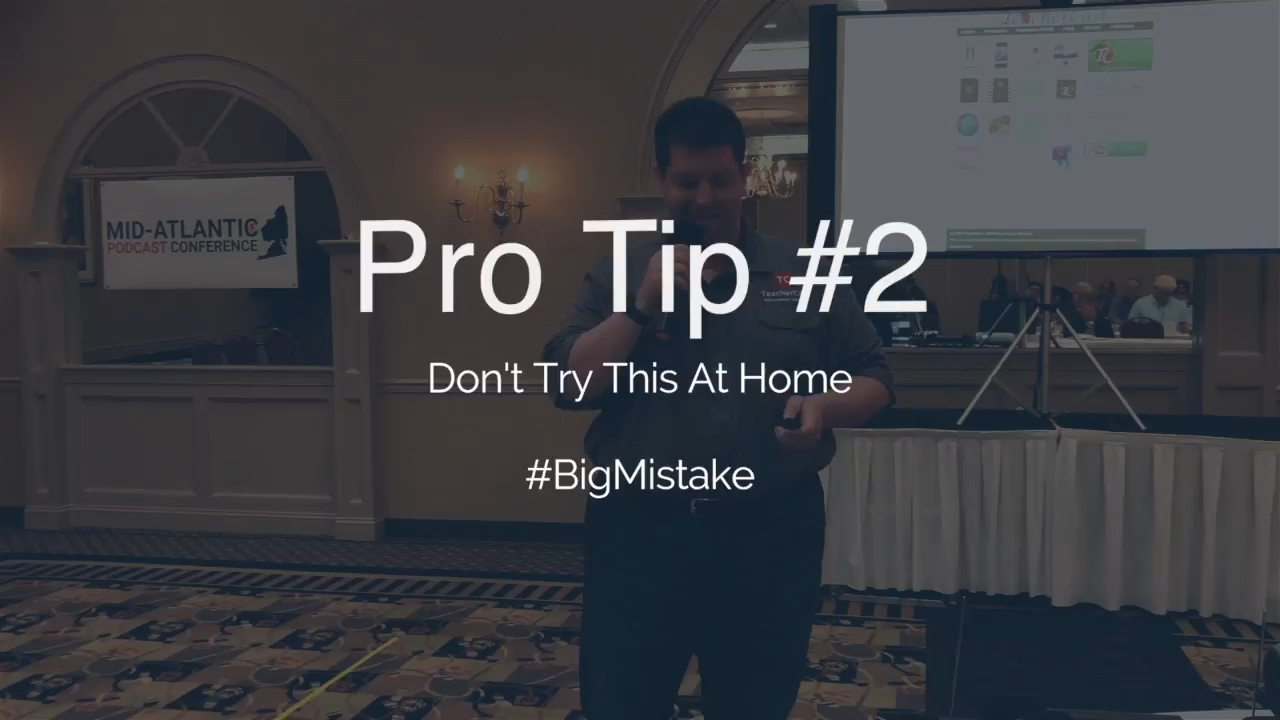 MID-ATLANTIC
PODCAST CONFERENCE
Pro Tip #2
Don't Try This At Home
#BigMistake